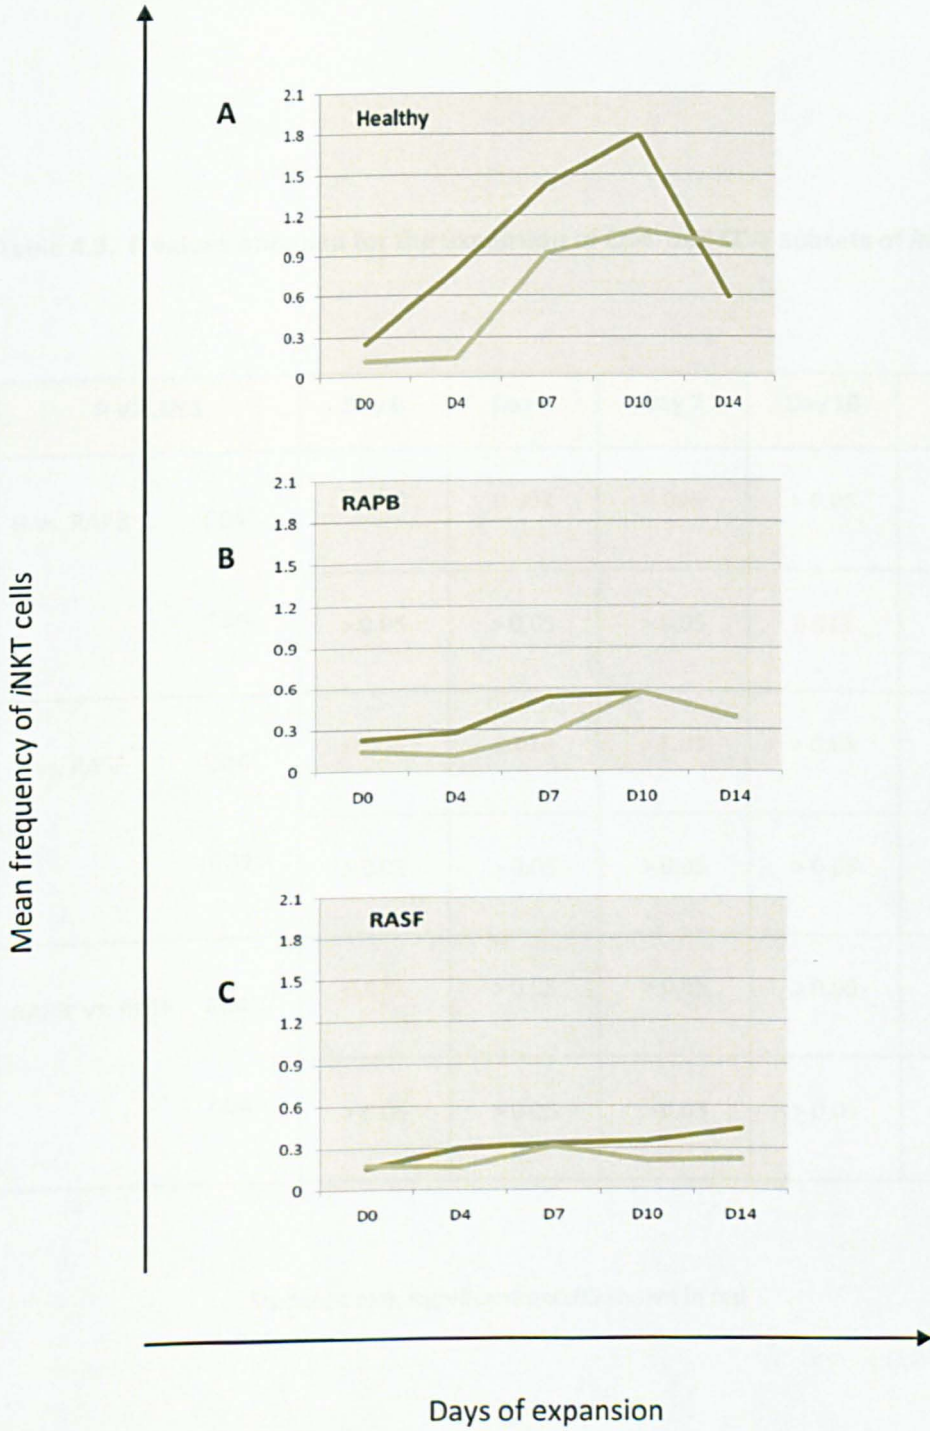 Mean frequency of iNKT cells
A
Healthy
2.1
1.8
1.5
1.2
0.9
0.6
0.3
0
D0 D4 D7 D10 D14
B
RAPB
2.1
1.8
1.5
1.2
0.9
0.6
0.3
0
D0 D4 D7 D10 D14
C
RASF
2.1
1.8
1.5
1.2
0.9
0.6
0.3
0
D0 D4 D7 D10 D14
Days of expansion